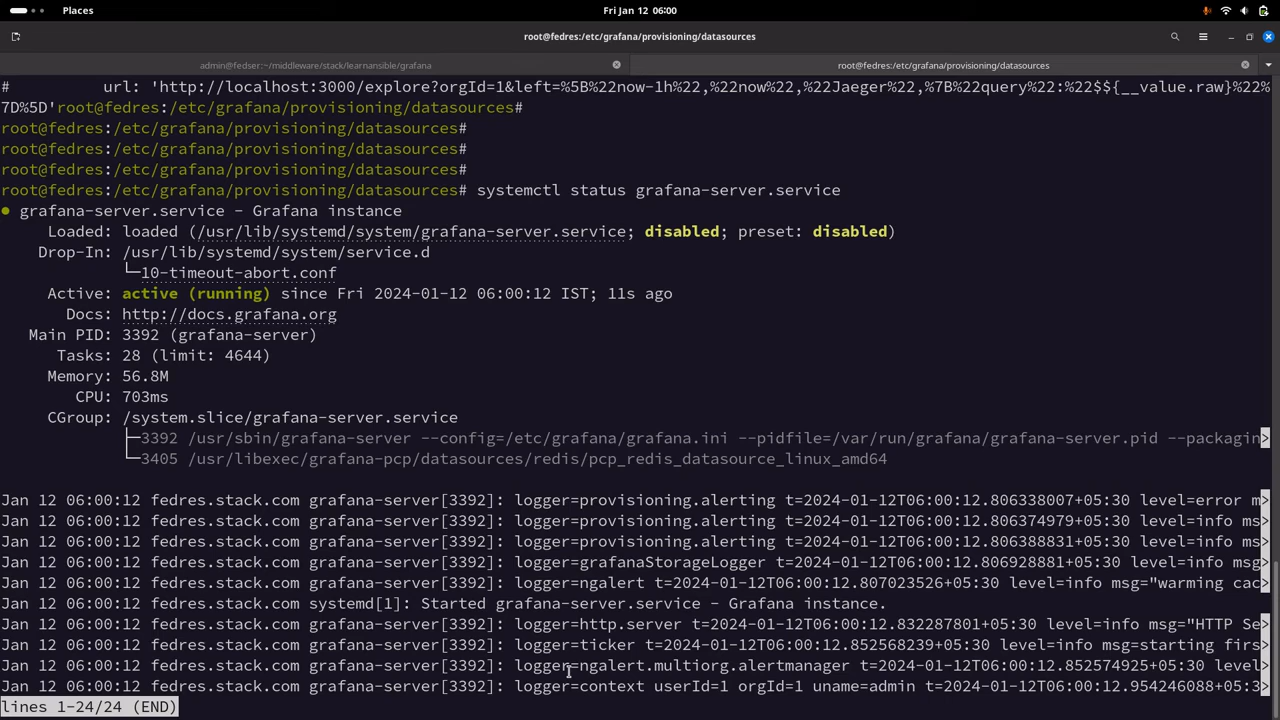 Places
Fri Jan 12 06:00
root@fedres:/etc/grafana/provisioning/datasources
admin@fedser:~/middleware/stack/learnansible/grafana
root@fedres:/etc/grafana/provisioning/datasources
#       url: 'http://localhost:3000/explore?orgId=1&left=%5B%22now-1h%22,%22now%22,%22Jaeger%22,%7B%22query%22:%22$${__value.raw}%22%
7D%5D'root@fedres:/etc/grafana/provisioning/datasources#
root@fedres:/etc/grafana/provisioning/datasources#
root@fedres:/etc/grafana/provisioning/datasources#
root@fedres:/etc/grafana/provisioning/datasources#
root@fedres:/etc/grafana/provisioning/datasources# systemctl status grafana-server.service
● grafana-server.service - Grafana instance
Loaded: loaded (/usr/lib/systemd/system/grafana-server.service; disabled; preset: disabled)
Drop-In: /usr/lib/systemd/system/service.d
└─10-timeout-abort.conf
Active: active (running) since Fri 2024-01-12 06:00:12 IST; 11s ago
Docs: http://docs.grafana.org
Main PID: 3392 (grafana-server)
Tasks: 28 (limit: 4644)
Memory: 56.8M
CPU: 703ms
CGroup: /system.slice/grafana-server.service
├─3392 /usr/sbin/grafana-server --config=/etc/grafana/grafana.ini --pidfile=/var/run/grafana/grafana-server.pid --packagin>
└─3405 /usr/libexec/grafana-pcp/datasources/redis/pcp_redis_datasource_linux_amd64
Jan 12 06:00:12 fedres.stack.com grafana-server[3392]: logger=provisioning.alerting t=2024-01-12T06:00:12.806338007+05:30 level=error m>
Jan 12 06:00:12 fedres.stack.com grafana-server[3392]: logger=provisioning.alerting t=2024-01-12T06:00:12.806374979+05:30 level=info ms>
Jan 12 06:00:12 fedres.stack.com grafana-server[3392]: logger=provisioning.alerting t=2024-01-12T06:00:12.806388831+05:30 level=info ms>
Jan 12 06:00:12 fedres.stack.com grafana-server[3392]: logger=grafanaStorageLogger t=2024-01-12T06:00:12.806928881+05:30 level=info msg>
Jan 12 06:00:12 fedres.stack.com grafana-server[3392]: logger=ngalert t=2024-01-12T06:00:12.807023526+05:30 level=info msg="warming cac>
Jan 12 06:00:12 fedres.stack.com systemd[1]: Started grafana-server.service - Grafana instance.
Jan 12 06:00:12 fedres.stack.com grafana-server[3392]: logger=http.server t=2024-01-12T06:00:12.832287801+05:30 level=info msg="HTTP Se>
Jan 12 06:00:12 fedres.stack.com grafana-server[3392]: logger=ticker t=2024-01-12T06:00:12.852568239+05:30 level=info msg=starting firs>
Jan 12 06:00:12 fedres.stack.com grafana-server[3392]: logger=ngalert.multiorg.alertmanager t=2024-01-12T06:00:12.852574925+05:30 level>
Jan 12 06:00:12 fedres.stack.com grafana-server[3392]: logger=context userId=1 orgId=1 uname=admin t=2024-01-12T06:00:12.954246088+05:3>
lines 1-24/24 (END)